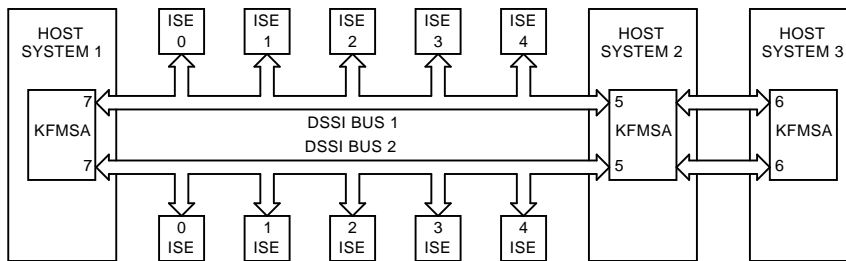 HOST
SYSTEM 1
ISE
0
ISE
1
ISE
2
ISE
3
ISE
4
HOST
SYSTEM 2
HOST
SYSTEM 3
7
KFMSA
7
5
KFMSA
5
6
KFMSA
6
DSSI BUS 1
DSSI BUS 2
0
ISE
1
ISE
2
ISE
3
ISE
4
ISE